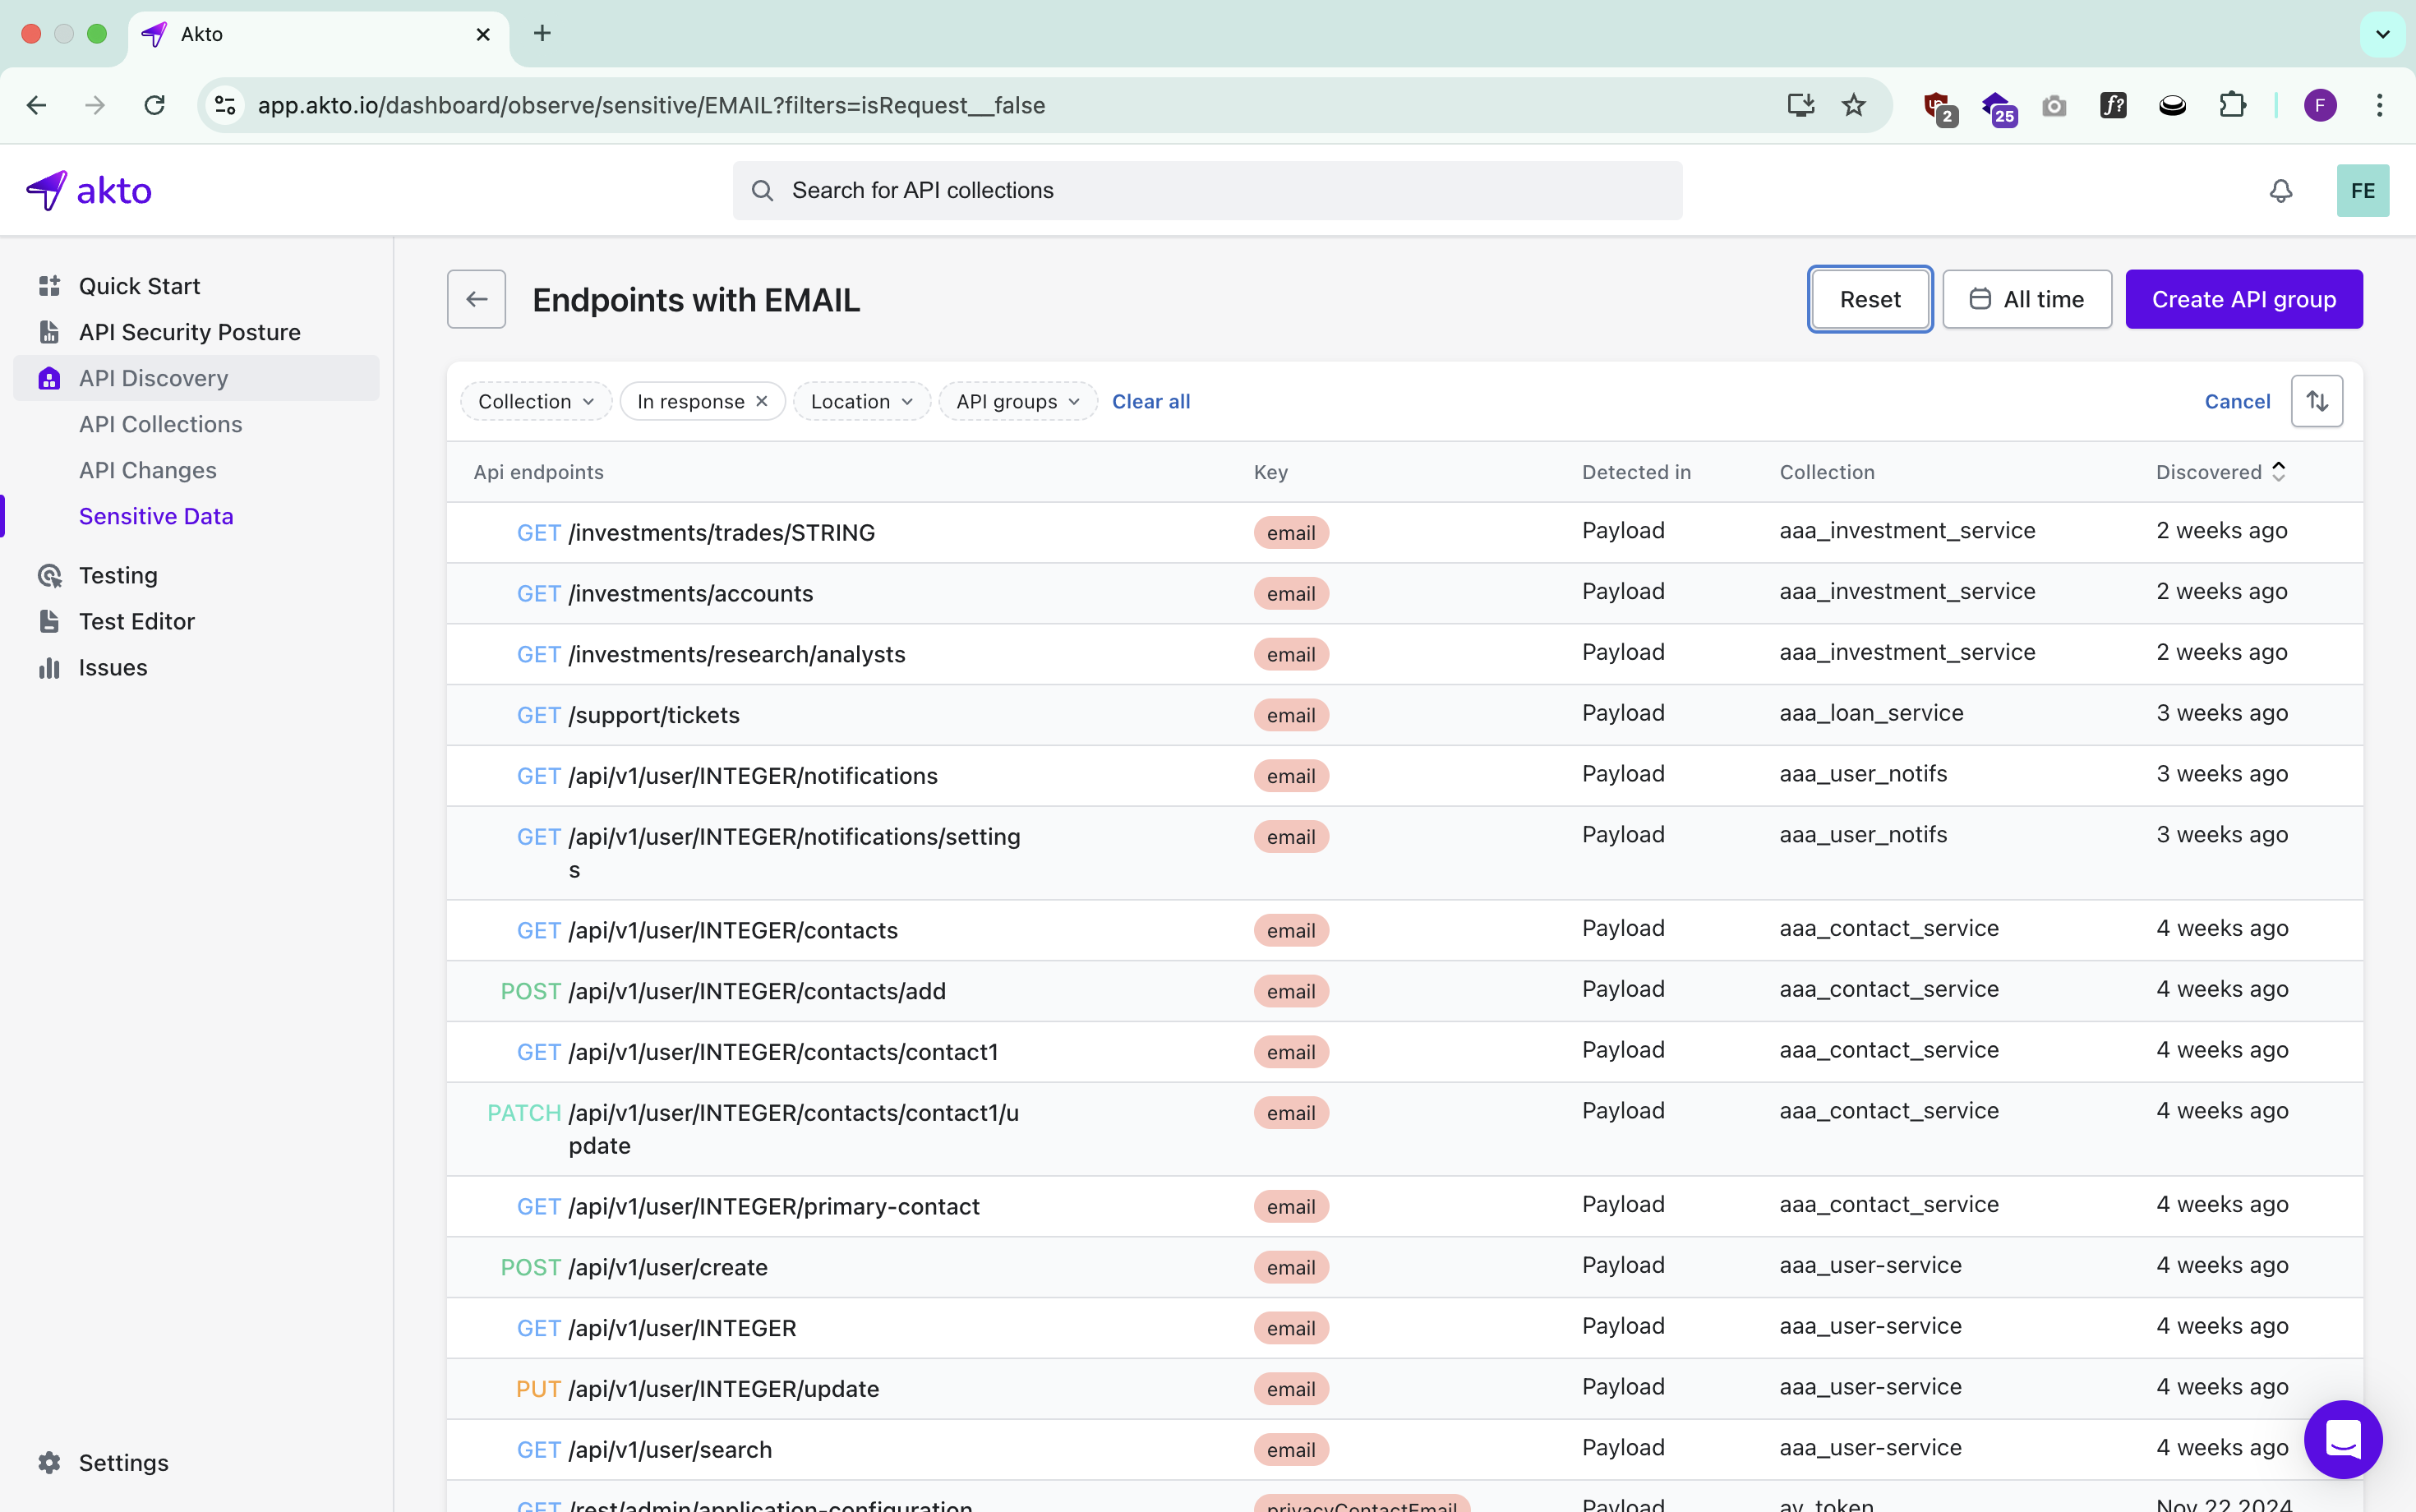 Akto
app.akto.io/dashboard/observe/sensitive/EMAIL?filters=isRequest__false
2
25
f?
F
akto
Search for API collections
FE
Quick Start
API Security Posture
API Discovery
API Collections
API Changes
Sensitive Data
Testing
Test Editor
Issues
Settings
Endpoints with EMAIL
Reset
All time
Create API group
Collection
In response
Location
API groups
Clear all
Cancel
Api endpoints Key Detected in Collection Discovered
GET /investments/trades/STRING email Payload aaa_investment_service 2 weeks ago
GET /investments/accounts email Payload aaa_investment_service 2 weeks ago
GET /investments/research/analysts email Payload aaa_investment_service 2 weeks ago
GET /support/tickets email Payload aaa_loan_service 3 weeks ago
GET /api/v1/user/INTEGER/notifications email Payload aaa_user_notifs 3 weeks ago
GET /api/v1/user/INTEGER/notifications/setting email Payload aaa_user_notifs 3 weeks ago
s
GET /api/v1/user/INTEGER/contacts email Payload aaa_contact_service 4 weeks ago
POST /api/v1/user/INTEGER/contacts/add email Payload aaa_contact_service 4 weeks ago
GET /api/v1/user/INTEGER/contacts/contact1 email Payload aaa_contact_service 4 weeks ago
PATCH /api/v1/user/INTEGER/contacts/contact1/u email Payload aaa_contact_service 4 weeks ago
pdate
GET /api/v1/user/INTEGER/primary-contact email Payload aaa_contact_service 4 weeks ago
POST /api/v1/user/create email Payload aaa_user-service 4 weeks ago
GET /api/v1/user/INTEGER email Payload aaa_user-service 4 weeks ago
PUT /api/v1/user/INTEGER/update email Payload aaa_user-service 4 weeks ago
GET /api/v1/user/search email Payload aaa_user-service 4 weeks ago
GET /rest/admin/application-configuration privacyContactEmail Payload av_token Nov 22,2024